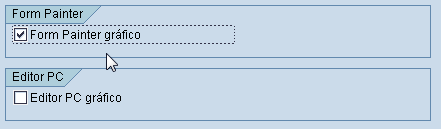 Form Painter
Form Painter gráfico
Editor PC
Editor PC gráfico